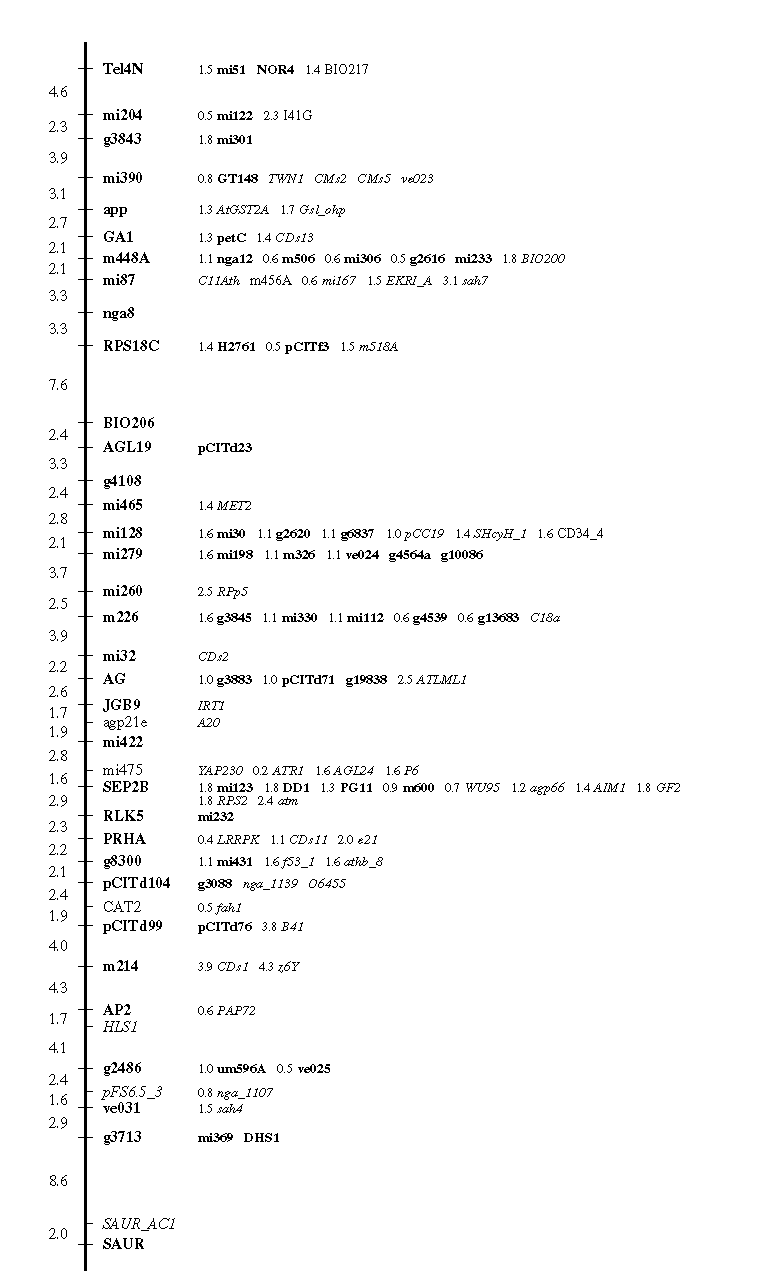 Tel4N 1.5 mi51 NOR4 1.4 BIO217
4.6
mi204 0.5 mi122 2.3 I41G
2.3
g3843 1.8 mi301
3.9
mi390 0.8 GT148 TWN1 CMs2 CMs5 ve023
3.1
app 1.3 AtGST2A 1.7 Gsl_ohp
2.7
GA1 1.3 petC 1.4 CDs13
2.1
m448A 1.1 nga12 0.6 m506 0.6 mi306 0.5 g2616 mi233 1.8 BIO200
2.1
mi87 C11Ath m456A 0.6 mi167 1.5 EKRI_A 3.1 sah7
3.3
nga8
3.3
RPS18C 1.4 H2761 0.5 pCITf3 1.5 m518A
7.6
BIO206
2.4
AGL19 pCITd23
3.3
g4108
2.4
mi465 1.4 MET2
2.8
mi128 1.6 mi30 1.1 g2620 1.1 g6837 1.0 pCC19 1.4 SHcyH_1 1.6 CD34_4
2.1
mi279 1.6 mi198 1.1 m326 1.1 ve024 g4564a g10086
3.7
mi260 2.5 RPp5
2.5
m226 1.6 g3845 1.1 mi330 1.1 mi112 0.6 g4539 0.6 g13683 C18a
3.9
mi32 CDs2
2.2
AG 1.0 g3883 1.0 pCITd71 g19838 2.5 ATLML1
2.6
JGB9 IRT1
1.7
agp21e A20
1.9
mi422
2.8
mi475 YAP230 0.2 ATR1 1.6 AGL24 1.6 P6
1.6
SEP2B 1.8 mi123 1.8 DD1 1.3 PG11 0.9 m600 0.7 WU95 1.2 agp66 1.4 AIM1 1.8 GF2
1.8 RPS2 2.4 atm
2.9
RLK5 mi232
2.3
PRHA 0.4 LRRPK 1.1 CDs11 2.0 e21
2.2
g8300 1.1 mi431 1.6 f53_1 1.6 athb_8
2.1
pCITd104 g3088 nga_1139 O6455
2.4
CAT2 0.5 fah1
1.9
pCITd99 pCITd76 3.8 B41
4.0
m214 3.9 CDs1 4.3 z6Y
4.3
AP2 0.6 PAP72
1.7
HLS1
4.1
g2486 1.0 um596A 0.5 ve025
2.4
pFS6.5_3 0.8 nga_1107
1.6
ve031 1.5 sah4
2.9
g3713 mi369 DHS1
8.6
SAUR_AC1
2.0
SAUR